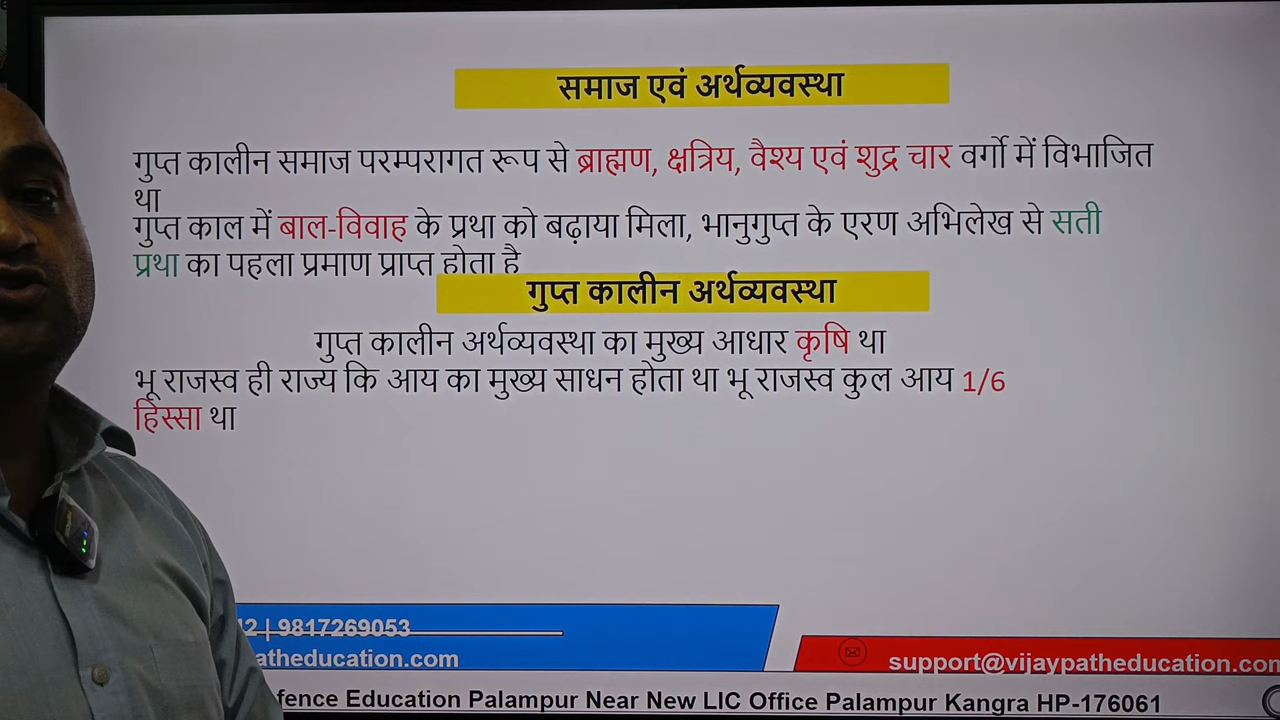 समाज एवं अर्थव्यवस्था
गुप्त कालीन समाज परम्परागत रूप से ब्राह्मण, क्षत्रिय, वैश्य एवं शुद्र चार वर्गो में विभाजित
था
गुप्त काल में बाल-विवाह के प्रथा को बढ़ाया मिला, भानुगुप्त के एरण अभिलेख से सती
प्रथा का पहला प्रमाण प्राप्त होता है
गुप्त कालीन अर्थव्यवस्था
गुप्त कालीन अर्थव्यवस्था का मुख्य आधार कृषि था
भू राजस्व ही राज्य कि आय का मुख्य साधन होता था भू राजस्व कुल आय 1/6
हिस्सा था
2 | 9817269053
atheducation.com
support@vijaypatheducation.com
fence Education Palampur Near New LIC Office Palampur Kangra HP-176061